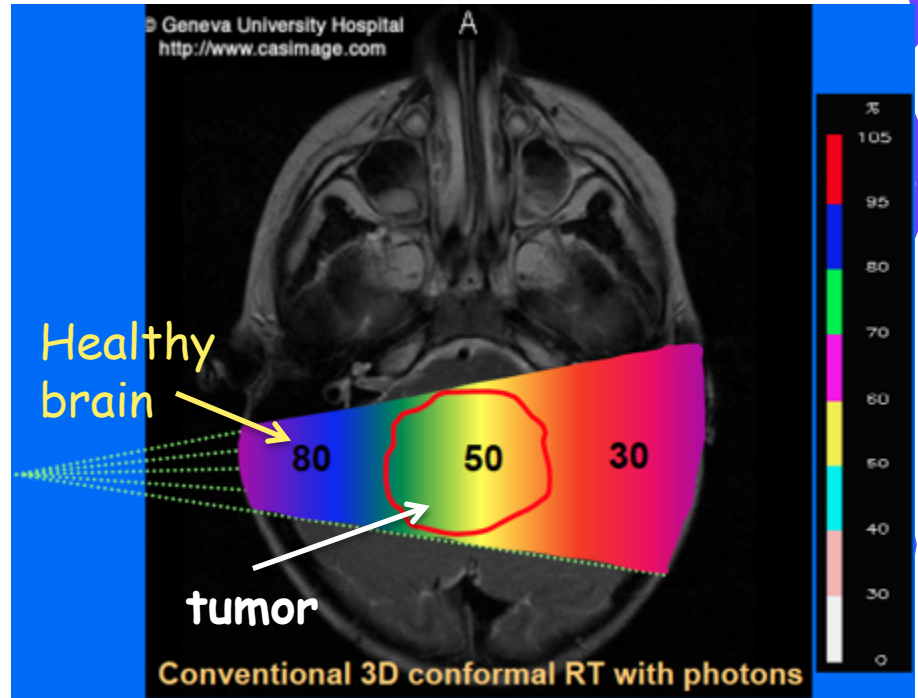 © Geneva University Hospital
http://www.casimage.com
A
%
105
95
80
70
60
50
40
30
0
Healthy
brain
80
50
30
tumor
Conventional 3D conformal RT with photons